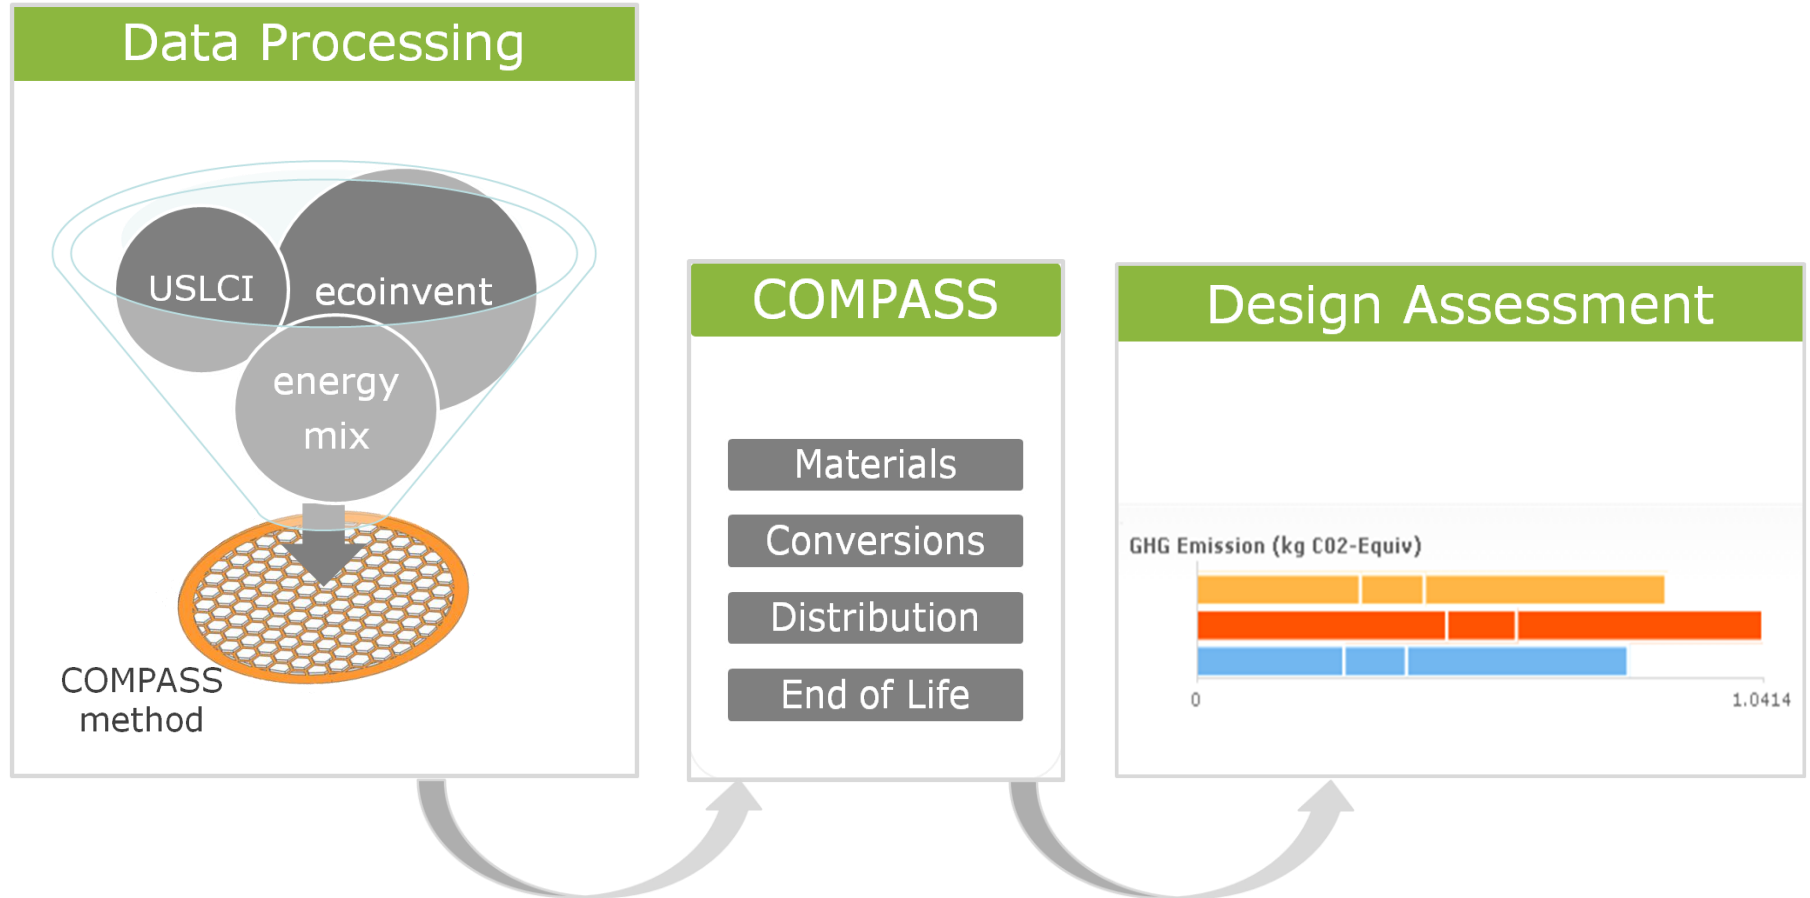 Data Processing
USLCI
ecoinvent
energy
mix
COMPASS
method
COMPASS
Materials
Conversions
Distribution
End of Life
Design Assessment
GHG Emission (kg CO2-Equiv)
0
1.0414